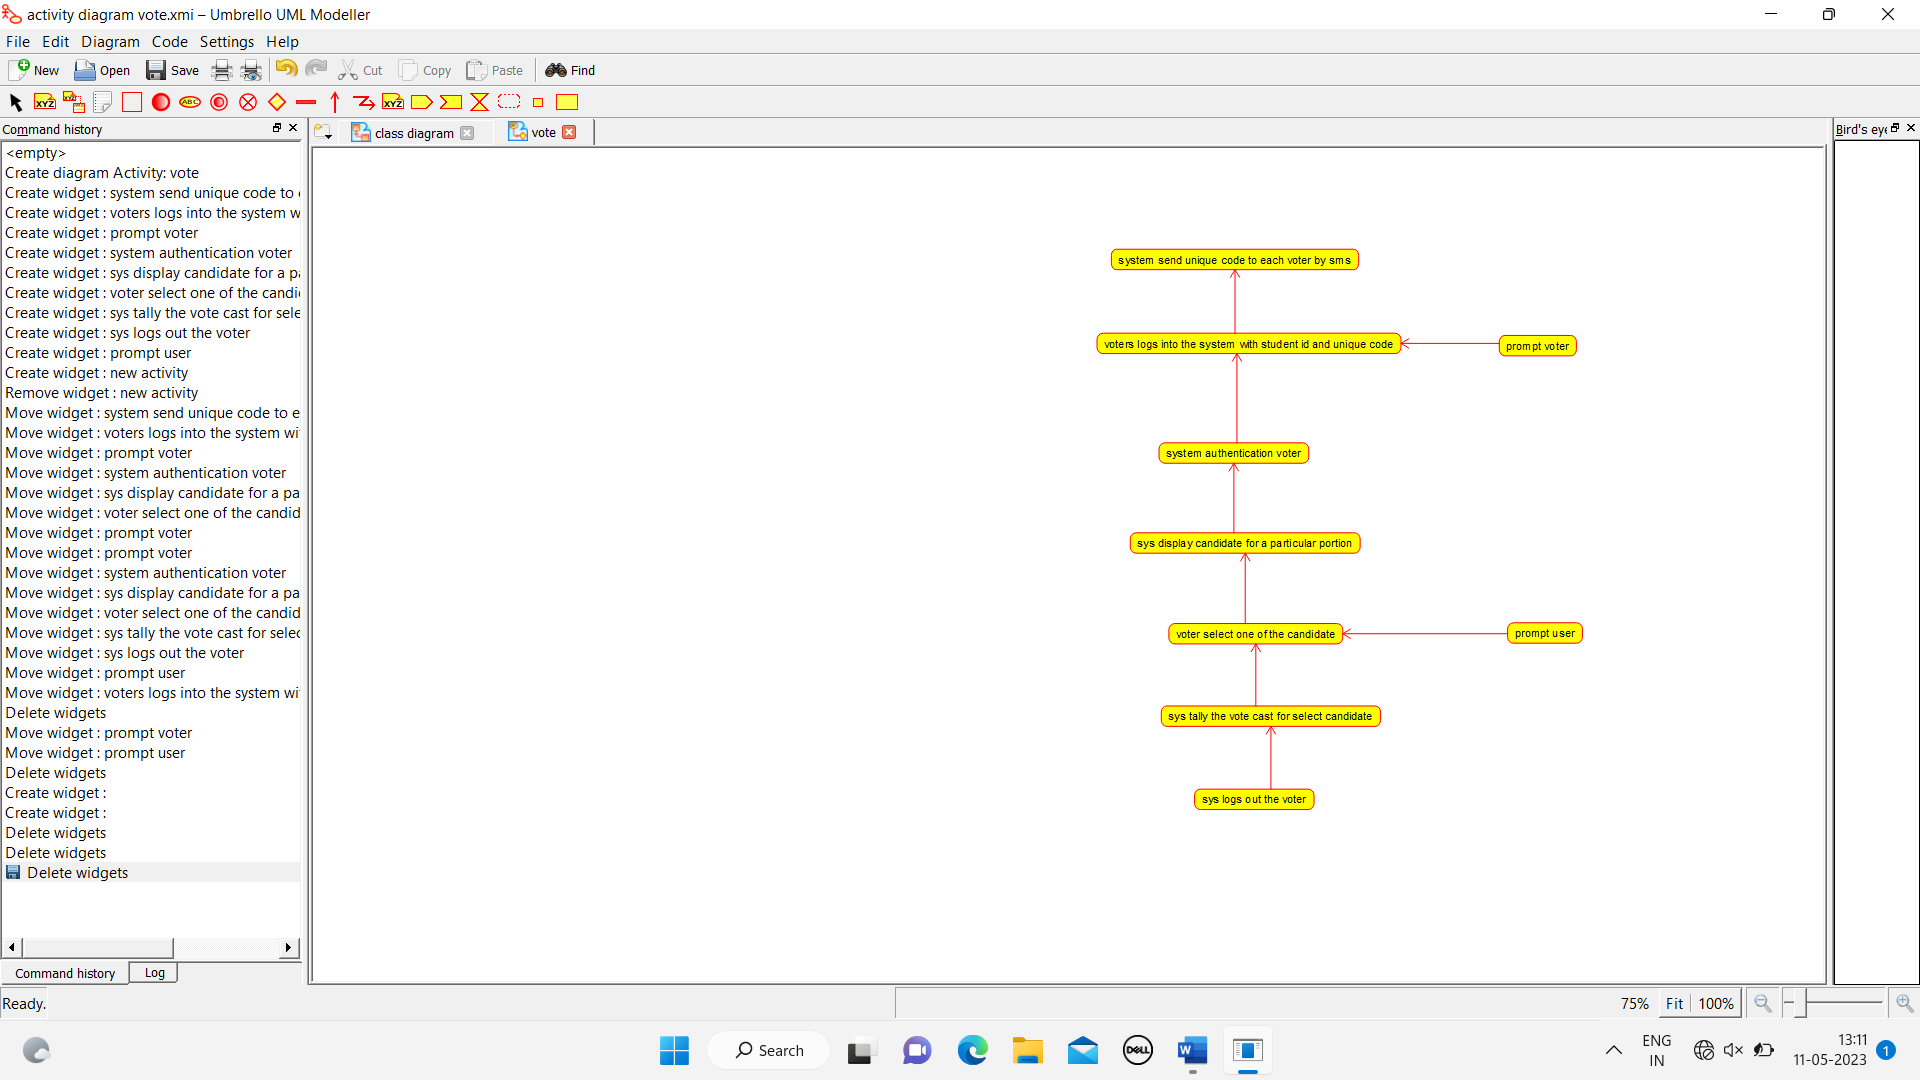 activity diagram vote.xmi – Umbrello UML Modeller
File Edit Diagram Code Settings Help
New Open Save Cut Copy Paste Find
XYZ XYZ ABC XYZ
Command history
class diagram
vote
Bird's eye
<empty>
Create diagram Activity: vote
Create widget : system send unique code to
Create widget : voters logs into the system w
Create widget : prompt voter
Create widget : system authentication voter
Create widget : sys display candidate for a pa
Create widget : voter select one of the candi
Create widget : sys tally the vote cast for sele
Create widget : sys logs out the voter
Create widget : prompt user
Create widget : new activity
Remove widget : new activity
Move widget : system send unique code to e
Move widget : voters logs into the system wi
Move widget : prompt voter
Move widget : system authentication voter
Move widget : sys display candidate for a pa
Move widget : voter select one of the candid
Move widget : prompt voter
Move widget : prompt voter
Move widget : system authentication voter
Move widget : sys display candidate for a pa
Move widget : voter select one of the candid
Move widget : sys tally the vote cast for selec
Move widget : sys logs out the voter
Move widget : prompt user
Move widget : voters logs into the system wi
Delete widgets
Move widget : prompt voter
Move widget : prompt user
Delete widgets
Create widget :
Create widget :
Delete widgets
Delete widgets
Delete widgets
Command history
Log
system send unique code to each voter by sms
voters logs into the system with student id and unique code
prompt voter
system authentication voter
sys display candidate for a particular portion
voter select one of the candidate
prompt user
sys tally the vote cast for select candidate
sys logs out the voter
Ready.
75% Fit 100%
Search
DELL
W
ENG
IN
13:11
11-05-2023
1